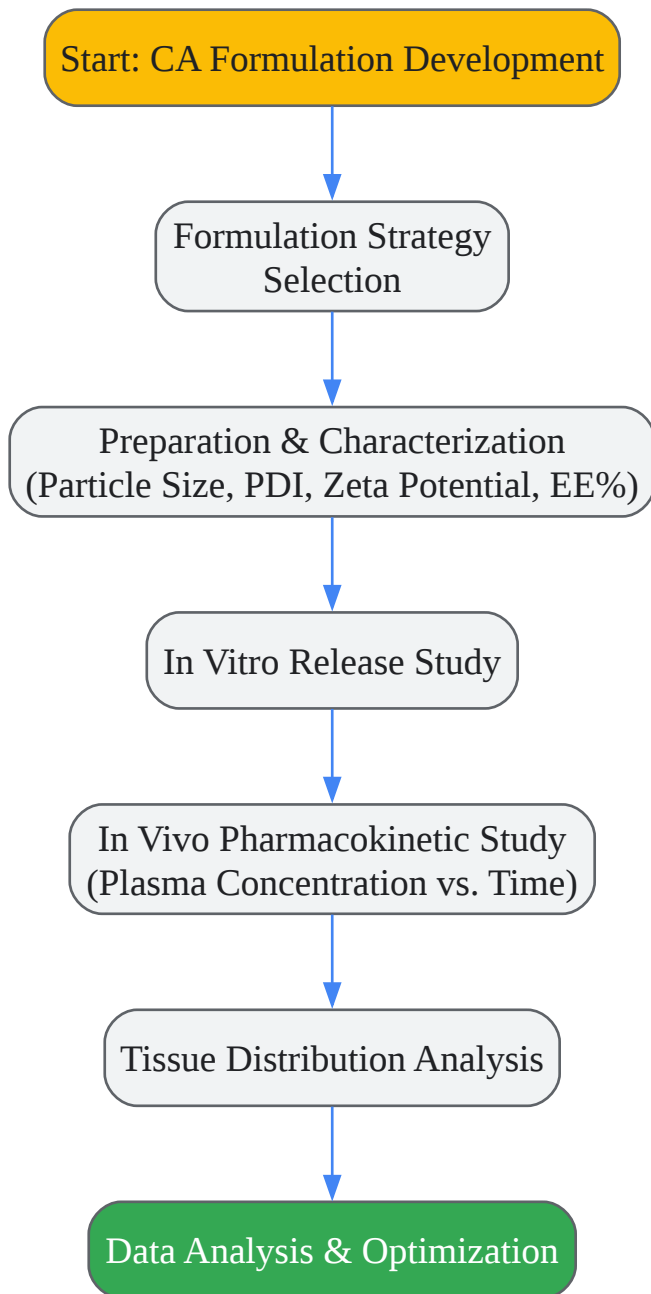 Start: CA Formulation Development
Formulation Strategy
Selection
Preparation & Characterization
(Particle Size, PDI, Zeta Potential, EE%)
In Vitro Release Study
In Vivo Pharmacokinetic Study
(Plasma Concentration vs. Time)
Tissue Distribution Analysis
Data Analysis & Optimization